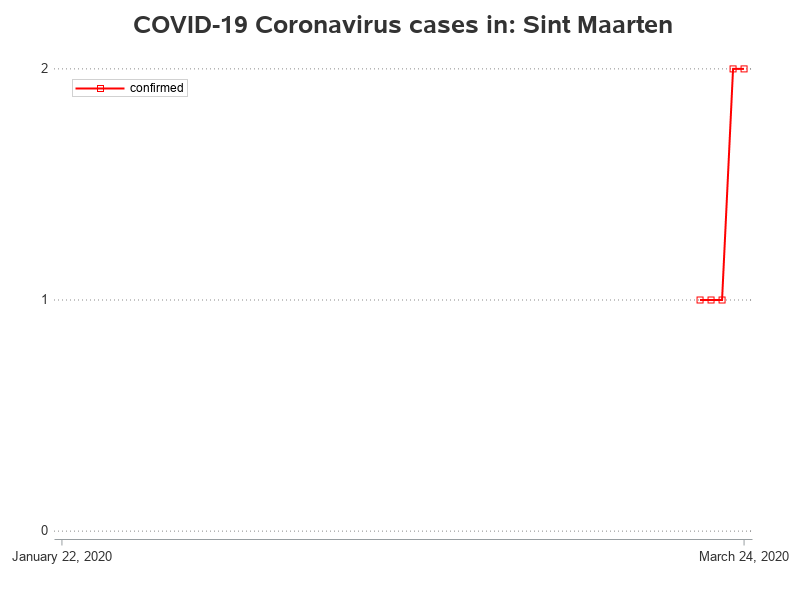 COVID-19 Coronavirus cases in: Sint Maarten
2
confirmed
1
0
January 22, 2020
March 24, 2020